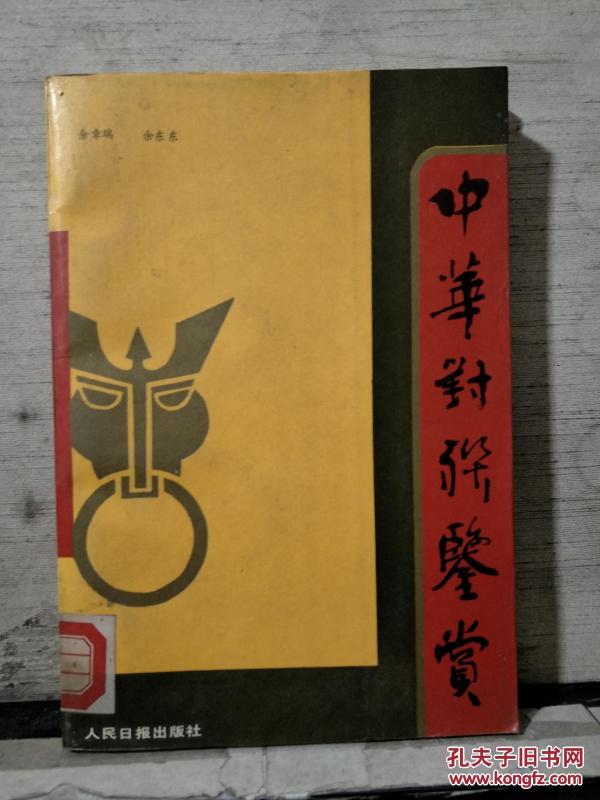 余章瑞 余东东
中華對聯鑒賞
人民日报出版社
孔夫子旧书网
www.kongfz.com